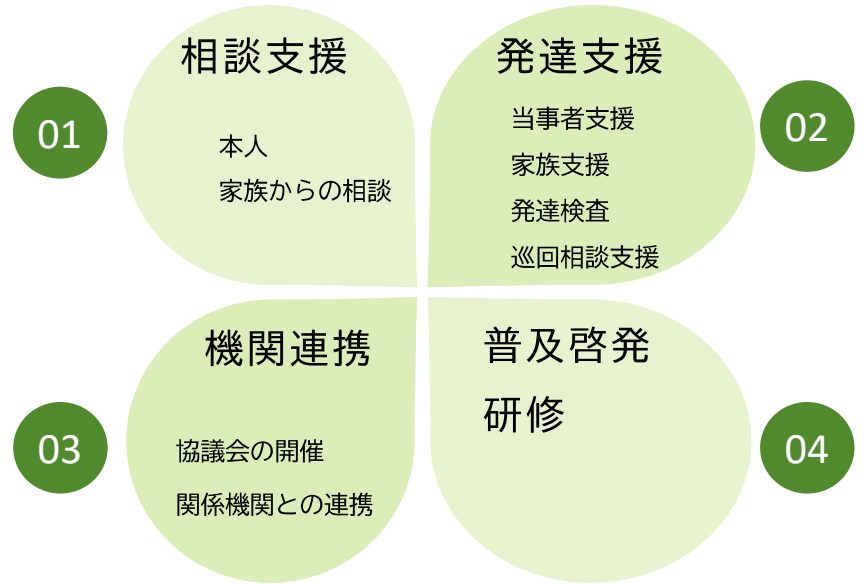 01
相談支援
本人
家族からの相談
発達支援
当事者支援
家族支援
発達検査
巡回相談支援
02
03
機関連携
協議会の開催
関係機関との連携
普及啓発
研修
04